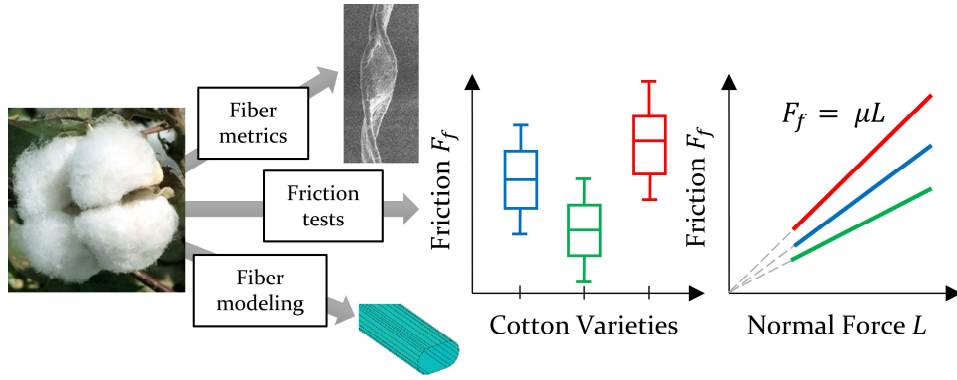 Fiber
metrics
Friction
tests
Fiber
modeling
Friction F_f
Cotton Varieties
Friction F_f
F_f = μL
Normal Force L